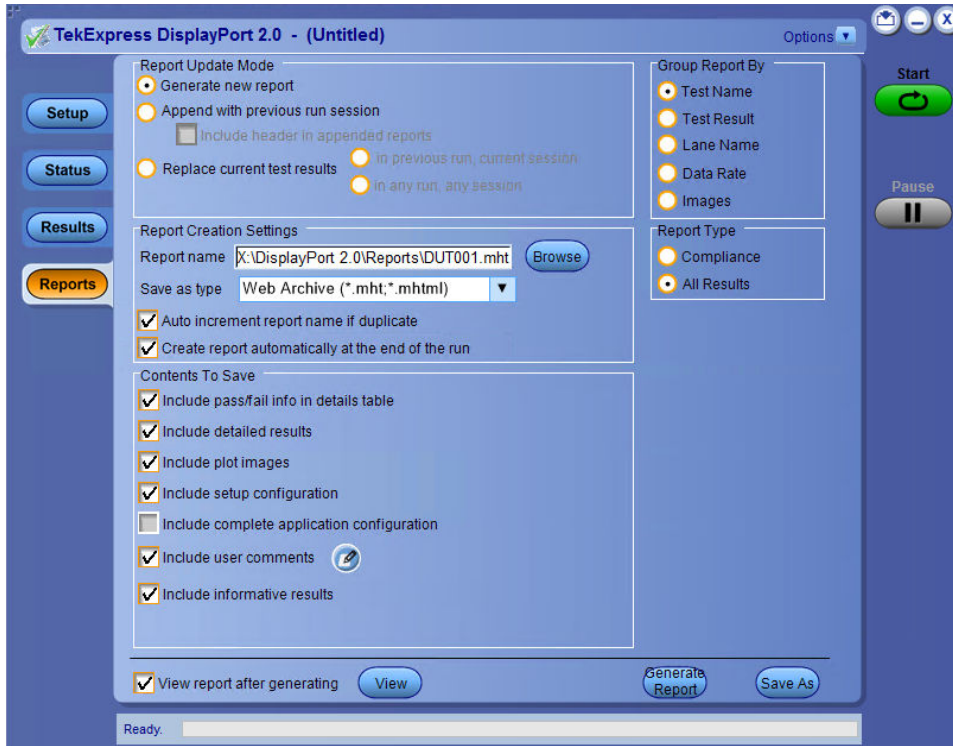 TekExpress DisplayPort 2.0 - (Untitled)
Options
X
Start
Pause
Setup
Status
Results
Reports
Report Update Mode
Generate new report
Append with previous run session
Include header in appended reports
Replace current test results
in previous run, current session
in any run, any session
Group Report By
Test Name
Test Result
Lane Name
Data Rate
Images
Report Creation Settings
Report name X:\DisplayPort 2.0\Reports\DUT001.mht Browse
Save as type Web Archive (*.mht;*.mhtml)
Auto increment report name if duplicate
Create report automatically at the end of the run
Report Type
Compliance
All Results
Contents To Save
Include pass/fail info in details table
Include detailed results
Include plot images
Include setup configuration
Include complete application configuration
Include user comments
Include informative results
View report after generating View
Generate
Report
Save As
Ready.